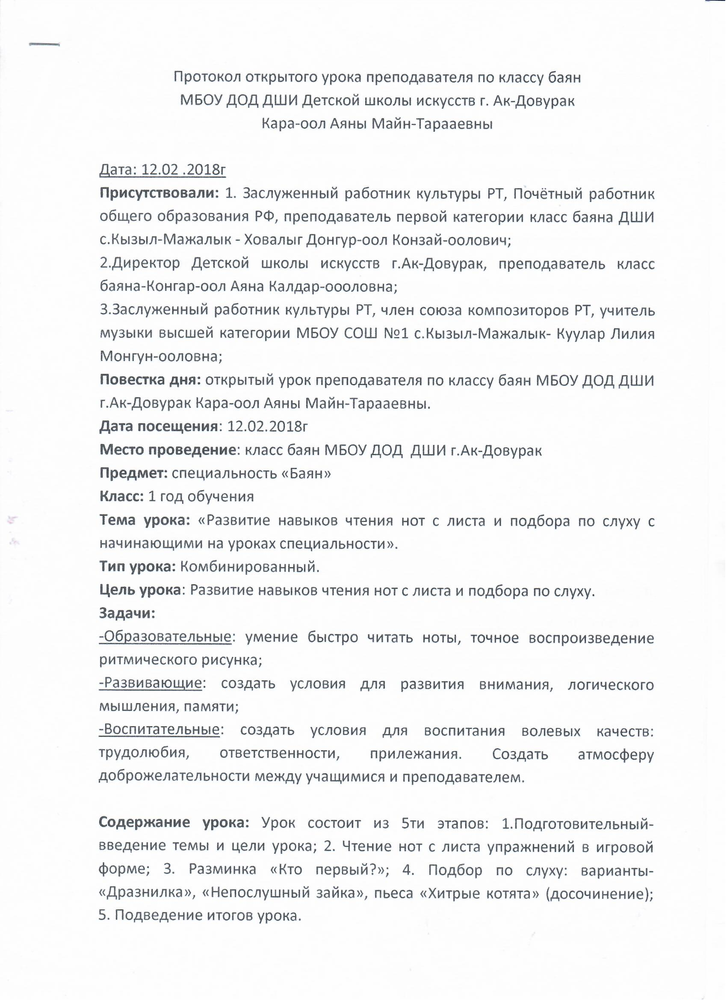 Протокол открытого урока преподавателя по классу баян
МБОУ ДОД ДШИ Детской школы искусств г. Ак-Довурак
Кара-оол Аяны Майн-Тарааевны
Дата: 12.02 .2018г
Присутствовали: 1. Заслуженный работник культуры РТ, Почётный работник
общего образования РФ, преподаватель первой категории класс баяна ДШИ
с.Кызыл-Мажалык - Ховалыг Донгур-оол Конзай-оолович;
2.Директор Детской школы искусств г.Ак-Довурак, преподаватель класс
баяна-Конгар-оол Аяна Калдар-оооловна;
3.Заслуженный работник культуры РТ, член союза композиторов РТ, учитель
музыки высшей категории МБОУ СОШ №1 с.Кызыл-Мажалык- Куулар Лилия
Монгун-ооловна;
Повестка дня: открытый урок преподавателя по классу баян МБОУ ДОД ДШИ
г.Ак-Довурак Кара-оол Аяны Майн-Тарааевны.
Дата посещения: 12.02.2018г
Место проведение: класс баян МБОУ ДОД ДШИ г.Ак-Довурак
Предмет: специальность «Баян»
Класс: 1 год обучения
Тема урока: «Развитие навыков чтения нот с листа и подбора по слуху с
начинающими на уроках специальности».
Тип урока: Комбинированный.
Цель урока: Развитие навыков чтения нот с листа и подбора по слуху.
Задачи:
-Образовательные: умение быстро читать ноты, точное воспроизведение
ритмического рисунка;
-Развивающие: создать условия для развития внимания, логического
мышления, памяти;
-Воспитательные: создать условия для воспитания волевых качеств:
трудолюбия, ответственности, прилежания. Создать атмосферу
доброжелательности между учащимися и преподавателем.
Содержание урока: Урок состоит из 5ти этапов: 1.Подготовительный-
введение темы и цели урока; 2. Чтение нот с листа упражнений в игровой
форме; 3. Разминка «Кто первый?»; 4. Подбор по слуху: варианты-
«Дразнилка», «Непослушный зайка», пьеса «Хитрые котята» (досочинение);
5. Подведение итогов урока.